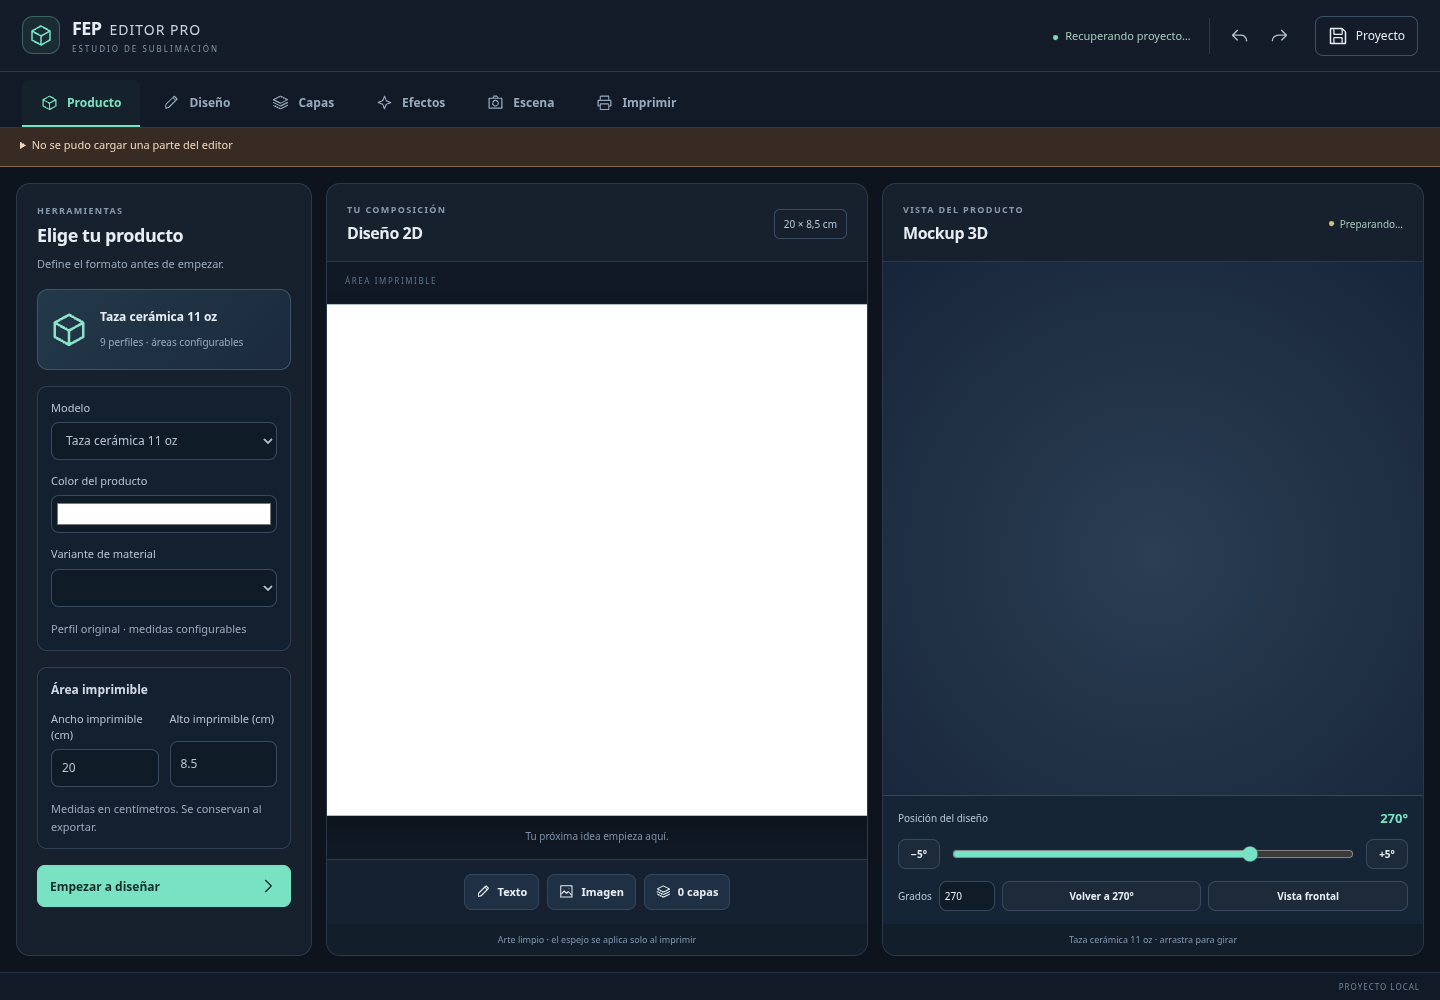 FEP EDITOR PRO
ESTUDIO DE SUBLIMACIÓN
Recuperando proyecto...
Proyecto
Producto
Diseño
Capas
Efectos
Escena
Imprimir
No se pudo cargar una parte del editor
HERRAMIENTAS
Elige tu producto
Define el formato antes de empezar.
Taza cerámica 11 oz
9 perfiles · áreas configurables
Modelo
Taza cerámica 11 oz
Color del producto
Variante de material
Perfil original · medidas configurables
Área imprimible
Ancho imprimible
(cm)
Alto imprimible (cm)
20
8.5
Medidas en centímetros. Se conservan al
exportar.
Empezar a diseñar
TU COMPOSICIÓN
Diseño 2D
20 × 8,5 cm
ÁREA IMPRIMIBLE
Tu próxima idea empieza aquí.
Texto
Imagen
0 capas
Arte limpio · el espejo se aplica solo al imprimir
VISTA DEL PRODUCTO
Mockup 3D
Preparando...
Posición del diseño
270°
−5°
+5°
Grados
270
Volver a 270°
Vista frontal
Taza cerámica 11 oz · arrastra para girar
PROYECTO LOCAL